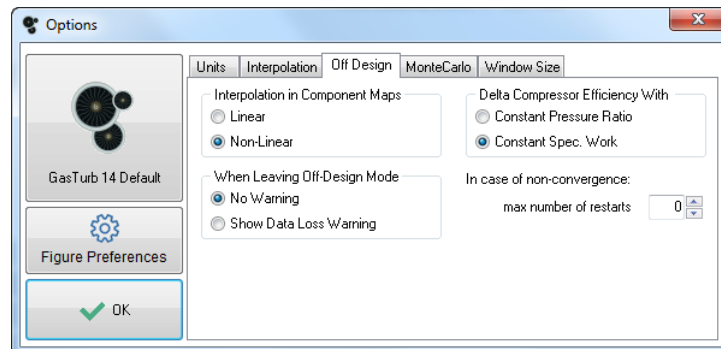 Options
X
Units Interpolation Off Design MonteCarlo Window Size
Interpolation in Component Maps
Linear
Non-Linear
Delta Compressor Efficiency With
Constant Pressure Ratio
Constant Spec. Work
GasTurb 14 Default
When Leaving Off-Design Mode
No Warning
Show Data Loss Warning
In case of non-convergence:
max number of restarts 0
Figure Preferences
OK